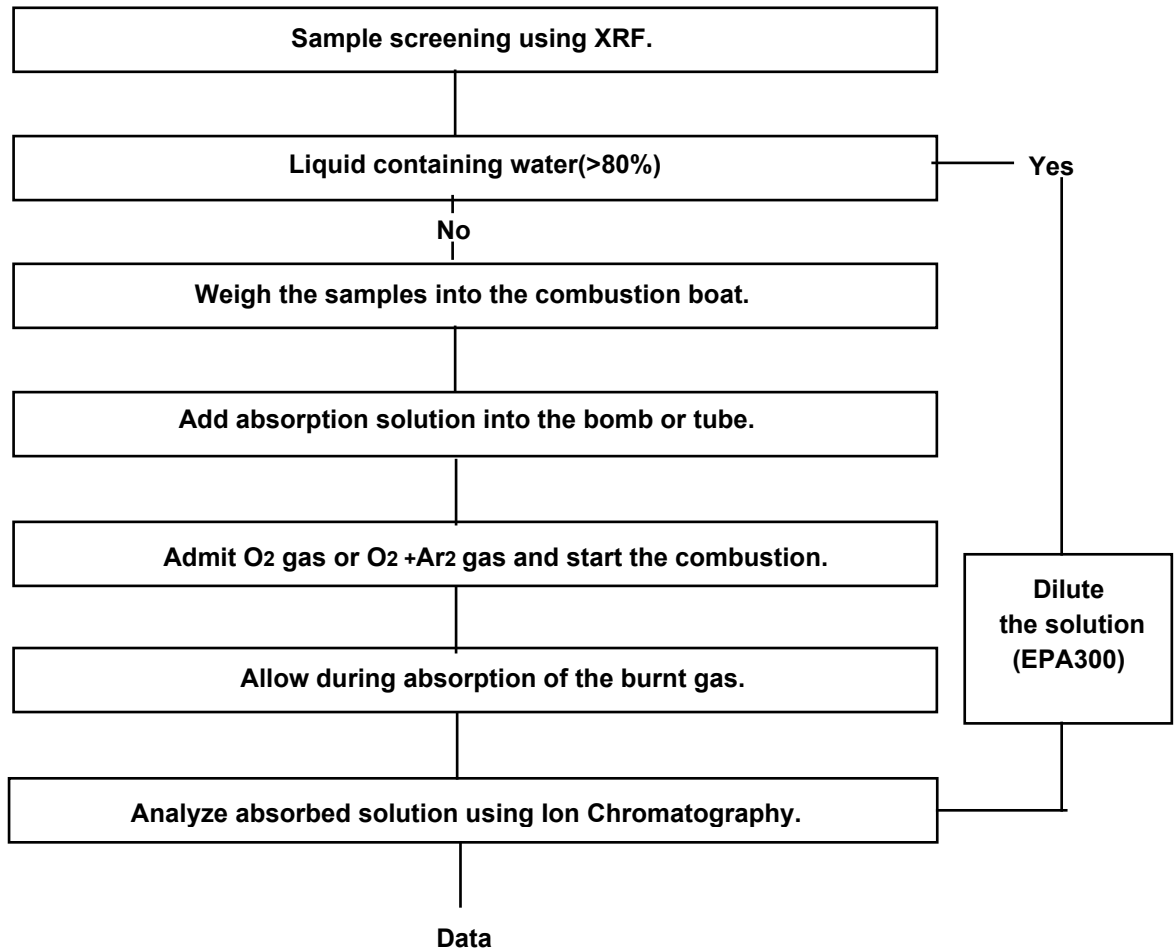 Sample screening using XRF.
Liquid containing water(>80%)
Yes
No
Weigh the samples into the combustion boat.
Add absorption solution into the bomb or tube.
Admit O2 gas or O2 +Ar2 gas and start the combustion.
Dilute
the solution
(EPA300)
Allow during absorption of the burnt gas.
Analyze absorbed solution using Ion Chromatography.
Data